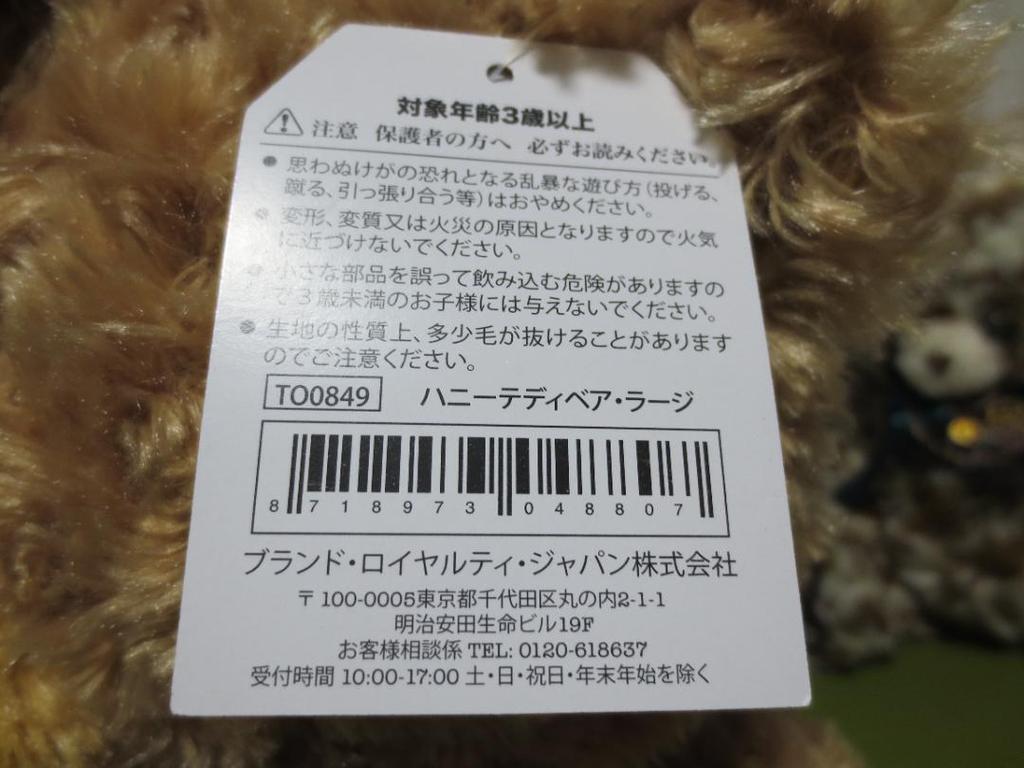 対象年齢3歳以上
注意 保護者の方へ 必ずお読みください。
● 思わぬけがの恐れとなる乱暴な遊び方(投げる、
蹴る、引っ張り合う等)はおやめください。
● 変形、変質又は火災の原因となりますので火気
に近づけないでください。
● 小さな部品を誤って飲み込む危険がありますの
で3歳未満のお子様には与えないでください。
● 生地の性質上、多少毛が抜けることがあります
のでご注意ください。
TO0849 ハニーテディベア・ラージ
8 718973 048807
ブランド・ロイヤルティ・ジャパン株式会社
〒100-0005東京都千代田区丸の内2-1-1
明治安田生命ビル19F
お客様相談係 TEL: 0120-618637
受付時間 10:00-17:00 土・日・祝日・年末年始を除く